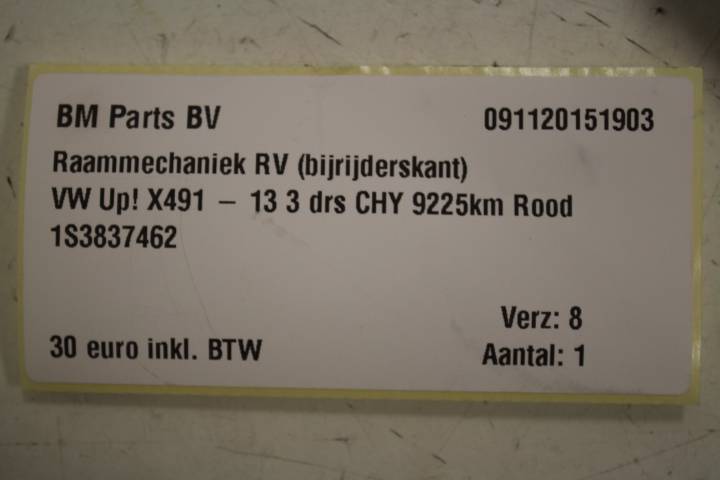 BM Parts BV 091120151903
Raammechaniek RV (bijrijderskant)
VW Up! X491 – 13 3 drs CHY 9225km Rood
1S3837462
Verz: 8
30 euro inkl. BTW Aantal: 1